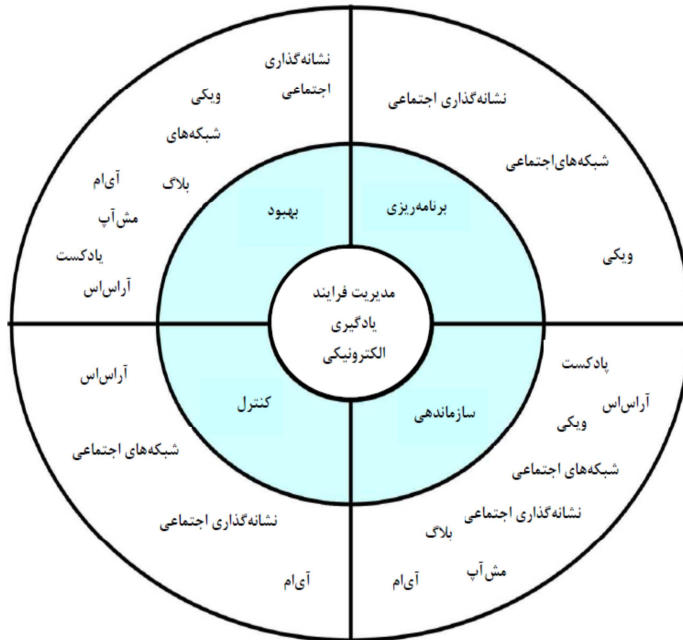 مدیریت فرایند
یادگیری
الکترونیکی
برنامه‌ریزی
نشانه‌گذاری اجتماعی
شبکه‌های اجتماعی
ویکی
سازماندهی
پادکست
آراس‌اس
ویکی
شبکه‌های اجتماعی
نشانه‌گذاری اجتماعی
بلاگ
مش‌آپ
آی‌ام
کنترل
آراس‌اس
شبکه‌های اجتماعی
نشانه‌گذاری اجتماعی
آی‌ام
بهبود
نشانه‌گذاری
اجتماعی
ویکی
شبکه‌های
بلاگ
آی‌ام
مش‌آپ
یادکست
آراس‌اس